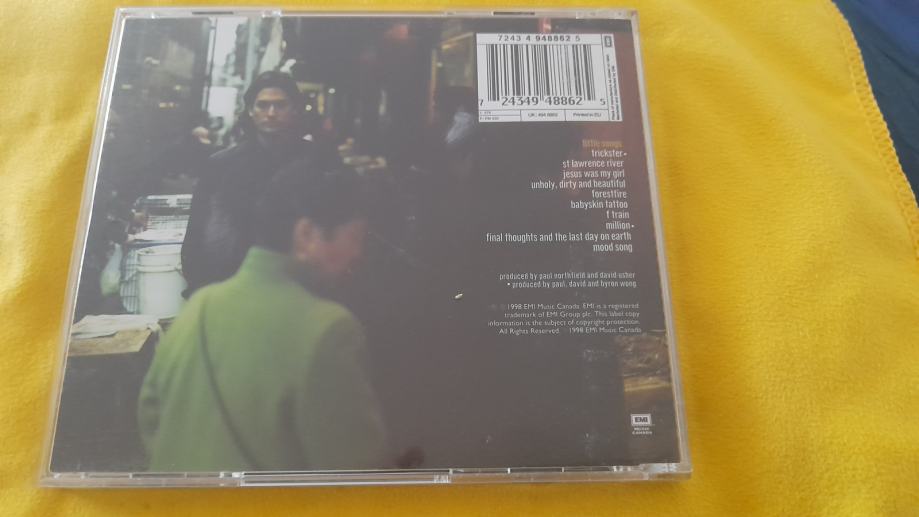 7243 4 948862 5
7 24349 48862 5
UK: 494 8862
Printed in EU
little songs
trickster•
st lawrence river
jesus was my girl
unholy, dirty and beautiful
forestfire
babyskin tattoo
f train
million•
final thoughts and the last day on earth
mood song
produced by paul northfield and david usher
• produced by paul, david and byron wong
1998 EMI Music Canada. EMI is a registered
trademark of EMI Group plc. This label copy
information is the subject of copyright protection.
All Rights Reserved. 1998 EMI Music Canada
EMI
MUSIC
CANADA